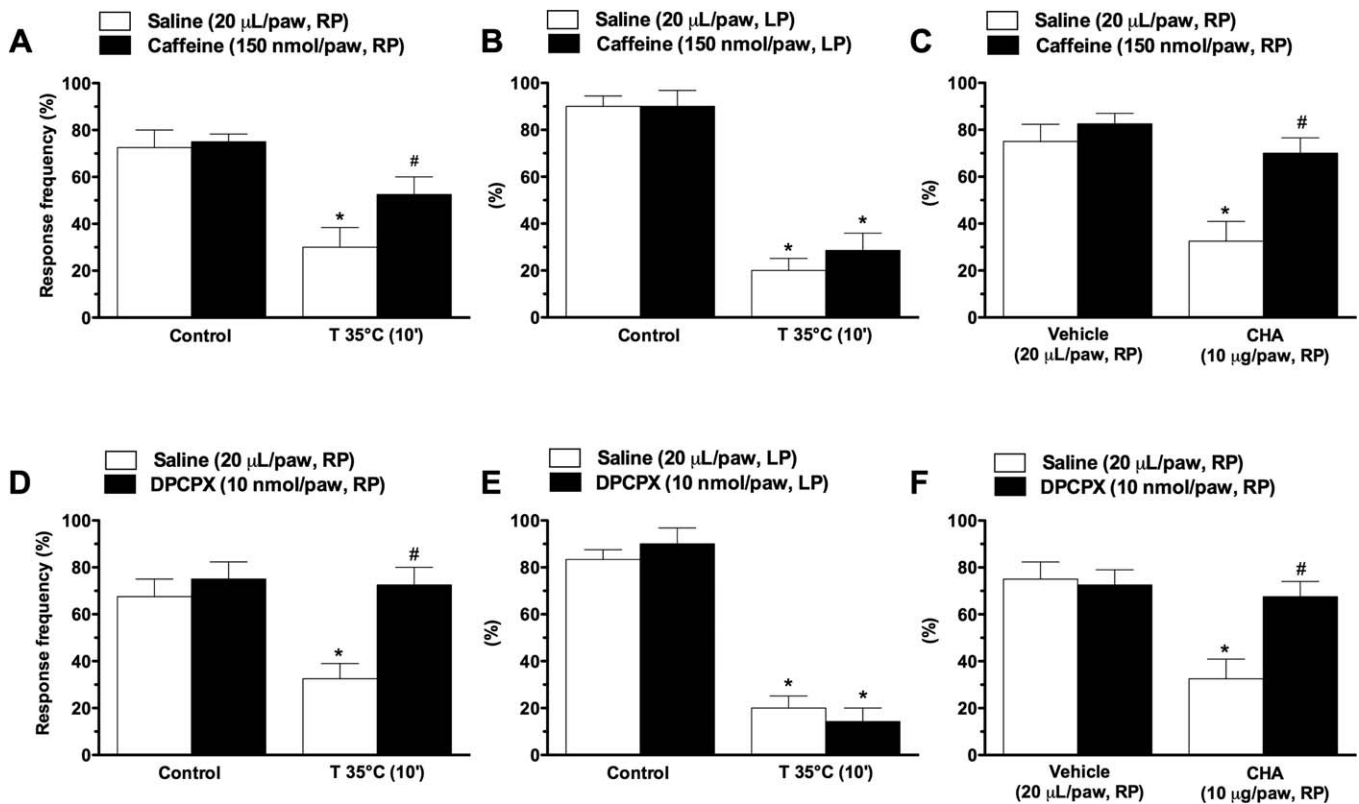 A
Saline (20 μL/paw, RP)
Caffeine (150 nmol/paw, RP)
Response frequency (%)
100
80
60
40
20
0
*
#
Control
T 35°C (10')
B
Saline (20 μL/paw, LP)
Caffeine (150 nmol/paw, LP)
(%)
100
80
60
40
20
0
*
*
Control
T 35°C (10')
C
Saline (20 μL/paw, RP)
Caffeine (150 nmol/paw, RP)
(%)
100
80
60
40
20
0
*
#
Vehicle
(20 μL/paw, RP)
CHA
(10 μg/paw, RP)
D
Saline (20 μL/paw, RP)
DPCPX (10 nmol/paw, RP)
Response frequency (%)
100
80
60
40
20
0
*
#
Control
T 35°C (10')
E
Saline (20 μL/paw, LP)
DPCPX (10 nmol/paw, LP)
(%)
100
80
60
40
20
0
*
*
Control
T 35°C (10')
F
Saline (20 μL/paw, RP)
DPCPX (10 nmol/paw, RP)
(%)
100
80
60
40
20
0
*
#
Vehicle
(20 μL/paw, RP)
CHA
(10 μg/paw, RP)